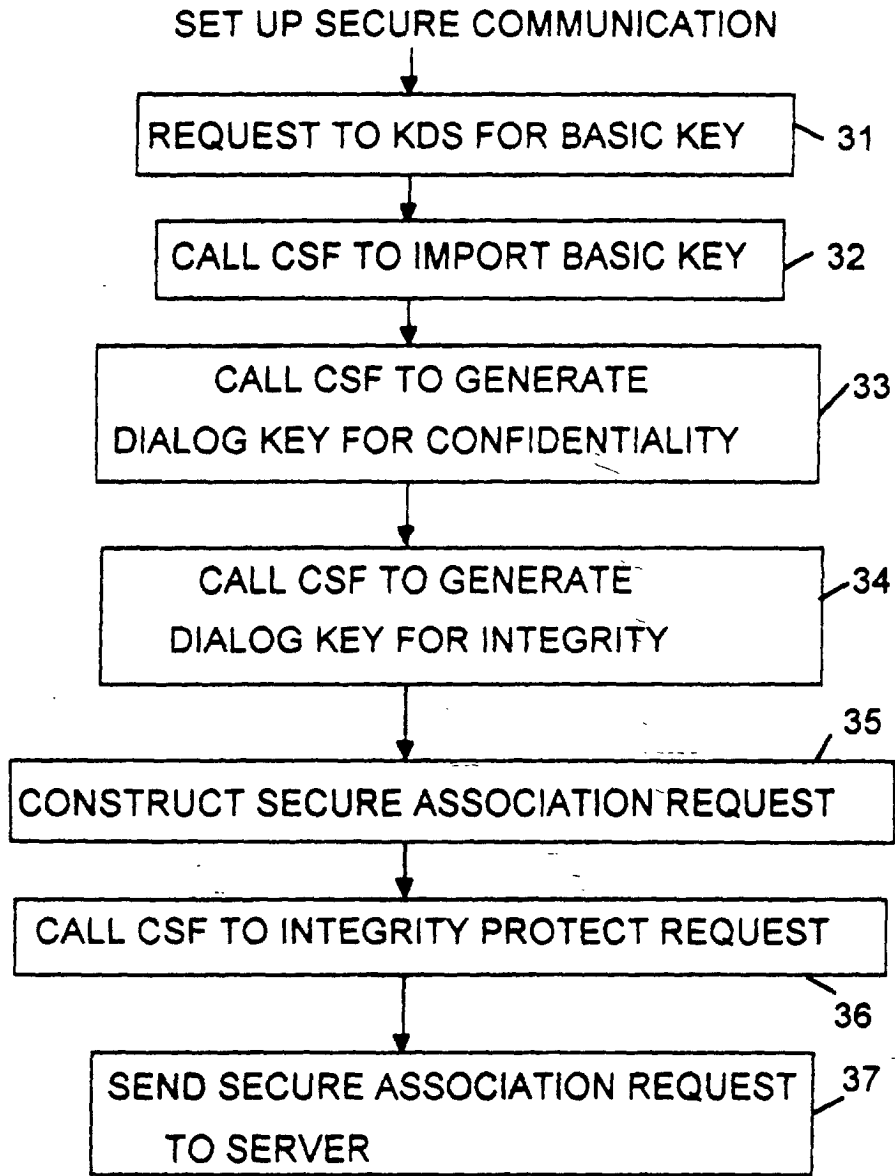 SET UP SECURE COMMUNICATION
REQUEST TO KDS FOR BASIC KEY
31
CALL CSF TO IMPORT BASIC KEY
32
CALL CSF TO GENERATE
DIALOG KEY FOR CONFIDENTIALITY
33
CALL CSF TO GENERATE
DIALOG KEY FOR INTEGRITY
34
35
CONSTRUCT SECURE ASSOCIATION REQUEST
CALL CSF TO INTEGRITY PROTECT REQUEST
36
SEND SECURE ASSOCIATION REQUEST
TO SERVER
37